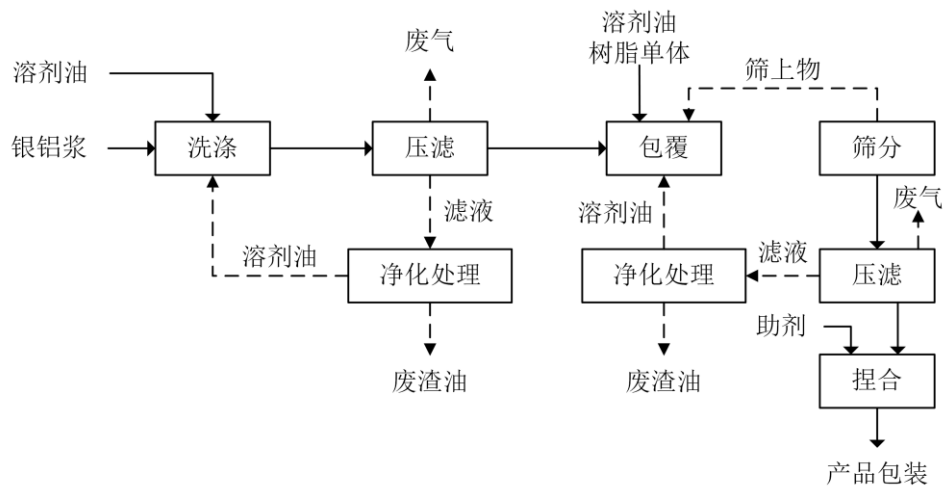 废气
溶剂油
树脂单体
筛上物
溶剂油
银铝浆
洗涤
压滤
包覆
筛分
废气
滤液
溶剂油
溶剂油
净化处理
净化处理
滤液
压滤
助剂
废渣油
废渣油
捏合
产品包装